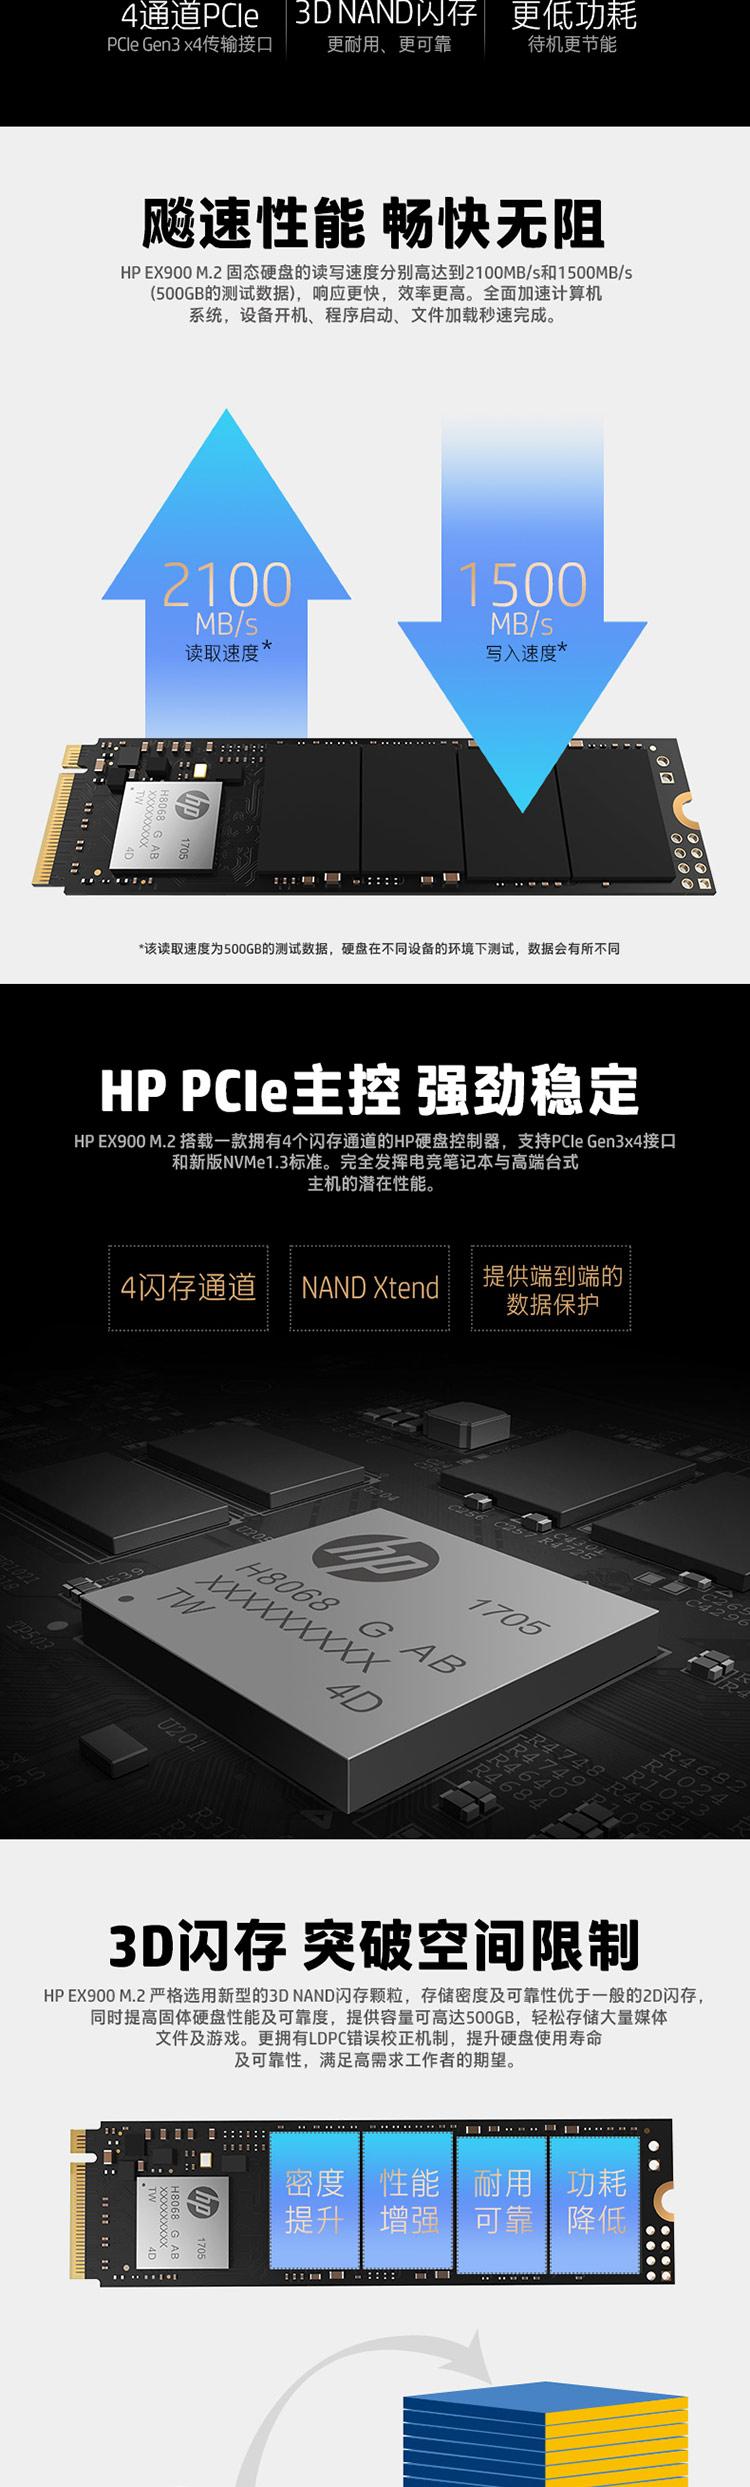 4通道PCIe
PCIe Gen3 x4传输接口
3D NAND闪存
更耐用、更可靠
更低功耗
待机更节能
飚速性能 畅快无阻
HP EX900 M.2 固态硬盘的读写速度分别高达到2100MB/s和1500MB/s
(500GB的测试数据)，响应更快，效率更高。全面加速计算机
系统，设备开机、程序启动、文件加载秒速完成。
2100
MB/s
读取速度*
1500
MB/s
写入速度*
hp
H8068 G AB
XXXXXXXXX
TW
1705
4D
*该读取速度为500GB的测试数据，硬盘在不同设备的环境下测试，数据会有所不同
HP PCIe主控 强劲稳定
HP EX900 M.2 搭载一款拥有4个闪存通道的HP硬盘控制器，支持PCIe Gen3x4接口
和新版NVMe1.3标准。完全发挥电竞笔记本与高端台式
主机的潜在性能。
4闪存通道
NAND Xtend
提供端到端的
数据保护
hp
H8068 G AB
XXXXXXXXX
TW
1705
4D
U201
R4748
R4749
R4640
R4684
R4682
R1024
R1023
R4681
3D闪存 突破空间限制
HP EX900 M.2 严格选用新型的3D NAND闪存颗粒，存储密度及可靠性优于一般的2D闪存，
同时提高固体硬盘性能及可靠度，提供容量可高达500GB，轻松存储大量媒体
文件及游戏。更拥有LDPC错误校正机制，提升硬盘使用寿命
及可靠性，满足高需求工作者的期望。
hp
H8068 G AB
XXXXXXXXX
TW
1705
4D
密度
提升
性能
增强
耐用
可靠
功耗
降低